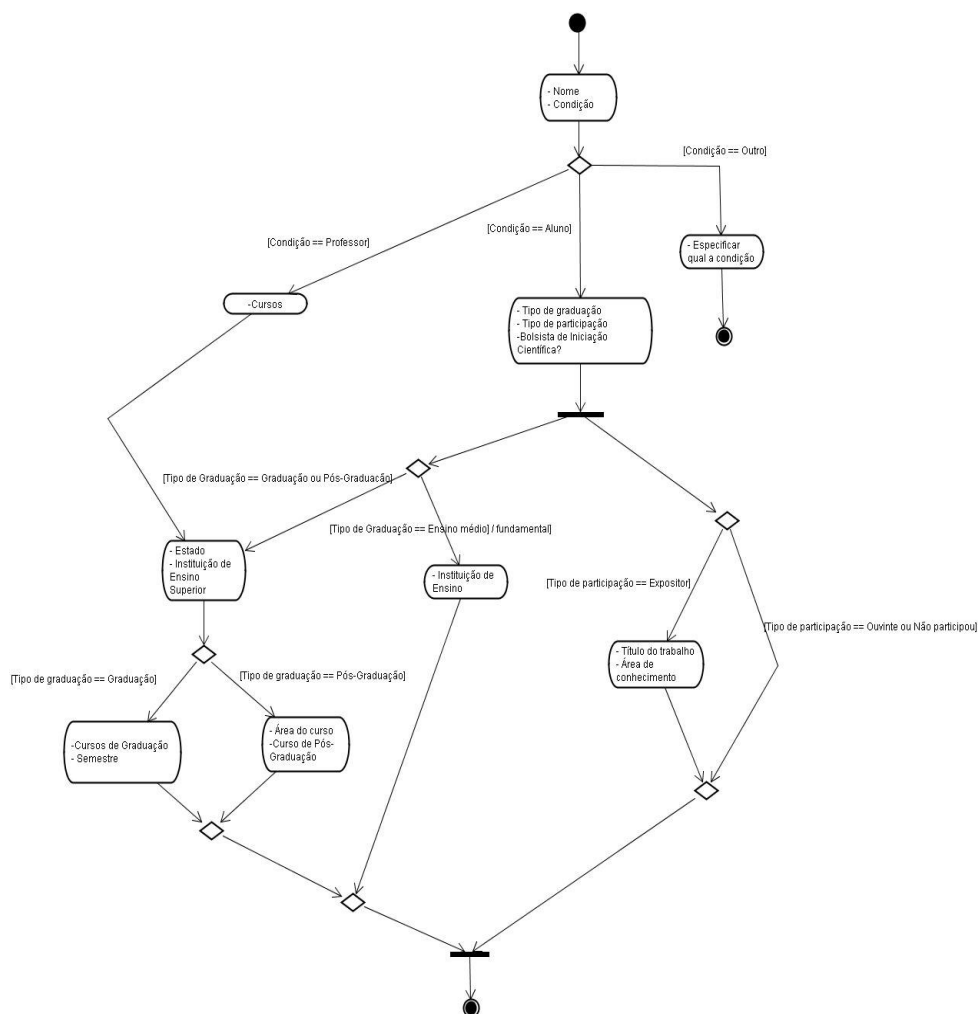 - Nome
- Condição
[Condição == Outro]
[Condição == Aluno]
[Condição == Professor]
- Especificar
qual a condição
-Cursos
- Tipo de graduação
- Tipo de participação
-Bolsista de Iniciação
Científica?
[Tipo de Graduação == Graduação ou Pós-Graduacão]
[Tipo de Graduação == Ensino médio] / fundamental]
- Estado
- Instituição de
Ensino
Superior
- Instituição de
Ensino
[Tipo de participação == Expositor]
[Tipo de participação == Ouvinte ou Não participou]
- Título do trabalho
- Área de
conhecimento
[Tipo de graduação == Graduação]
[Tipo de graduação == Pós-Graduação]
-Cursos de Graduação
- Semestre
- Área do curso
-Curso de Pós-
Graduação